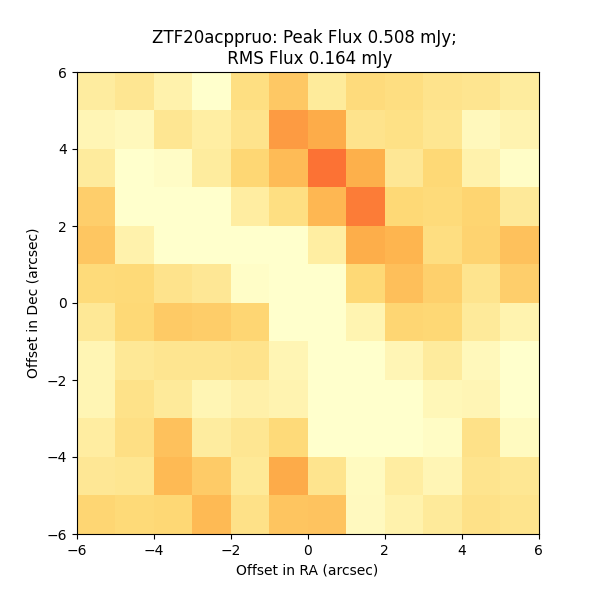 ZTF20acppruo: Peak Flux 0.508 mJy;
RMS Flux 0.164 mJy
6
4
2
0
−2
−4
−6
Offset in Dec (arcsec)
−6 −4 −2 0 2 4 6
Offset in RA (arcsec)